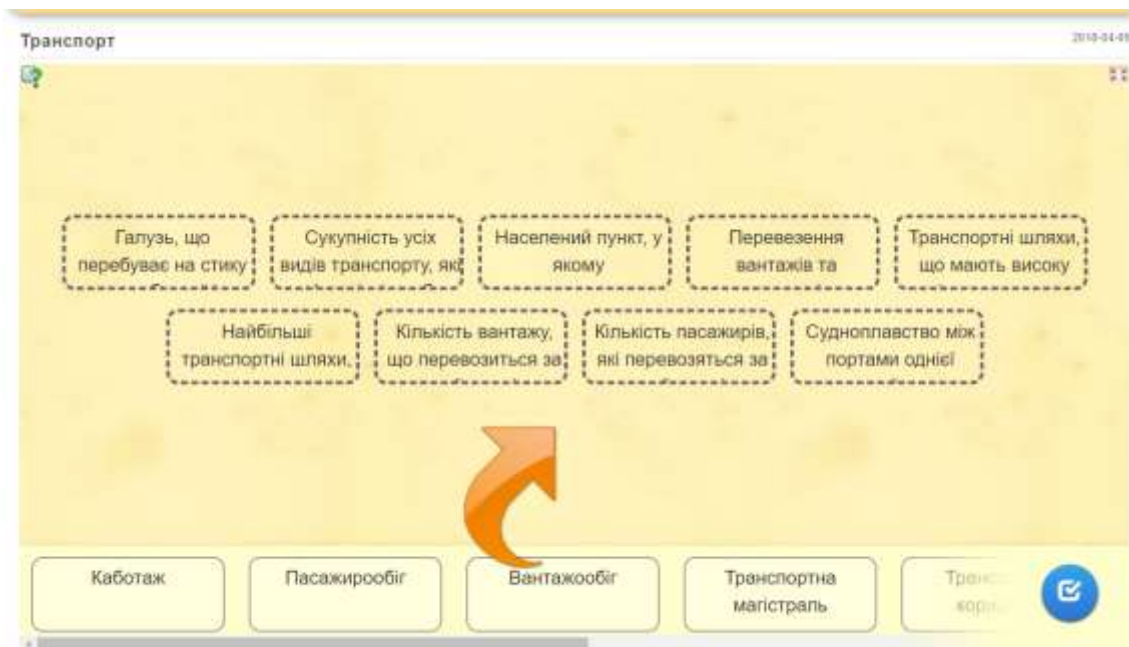 Транспорт
Галузь, що
перебуває на стику
Сукупність усіх
видів транспорту, які
Населений пункт, у
якому
Перевезення
вантажів та
Транспортні шляхи,
що мають високу
Найбільші
транспортні шляхи,
Кількість вантажу,
що перевозиться за
Кількість пасажирів,
які перевозяться за
Судноплавство між
портами однієї
Каботаж
Пасажирообіг
Вантажообіг
Транспортна
магістраль